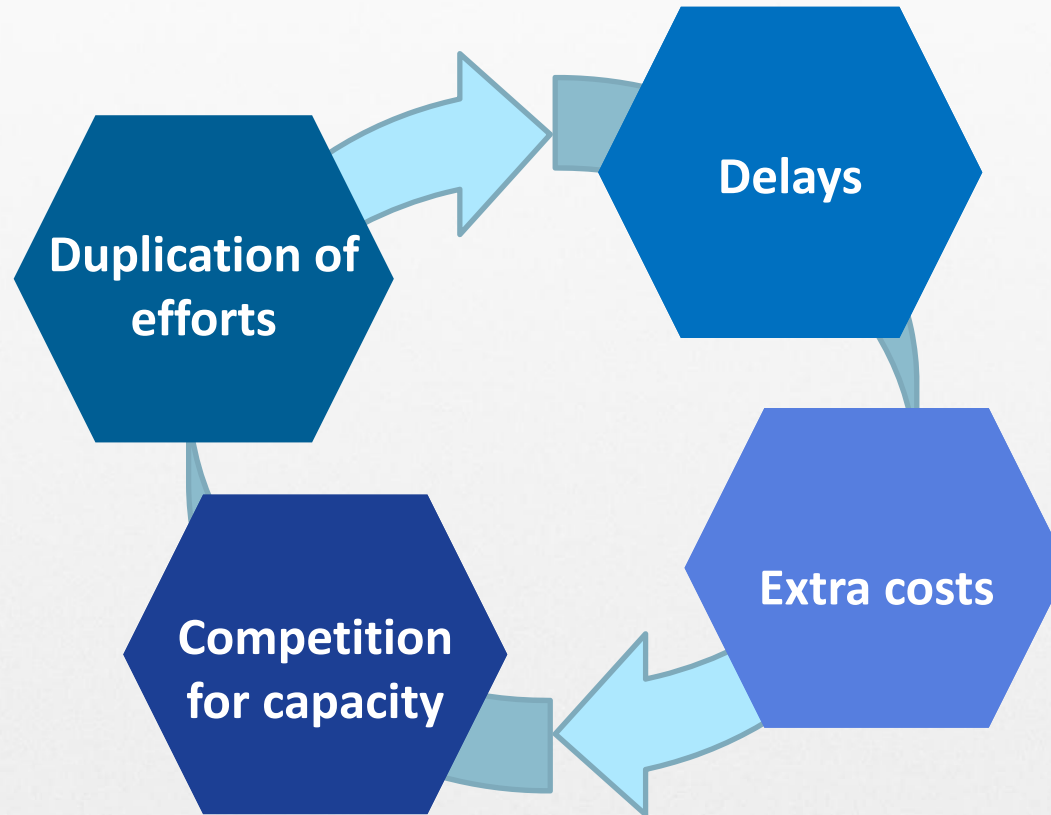 Delays
Duplication of
efforts
Extra costs
Competition
for capacity